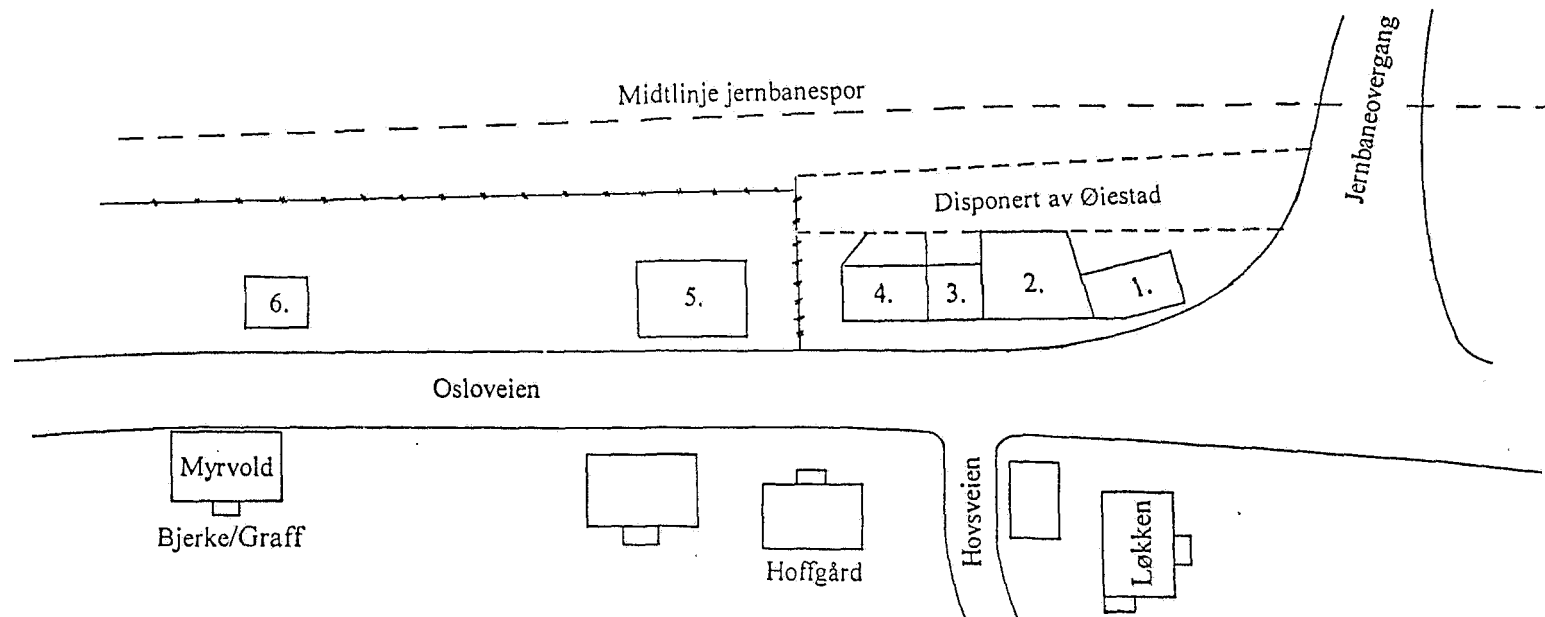 Midtlinje jernbanespor
Jernbaneovergang
Disponert av Øiestad
6.
5.
4.
3.
2.
1.
Osloveien
Myrvold
Bjerke/Graff
Hoffgård
Hovsveien
Løkken